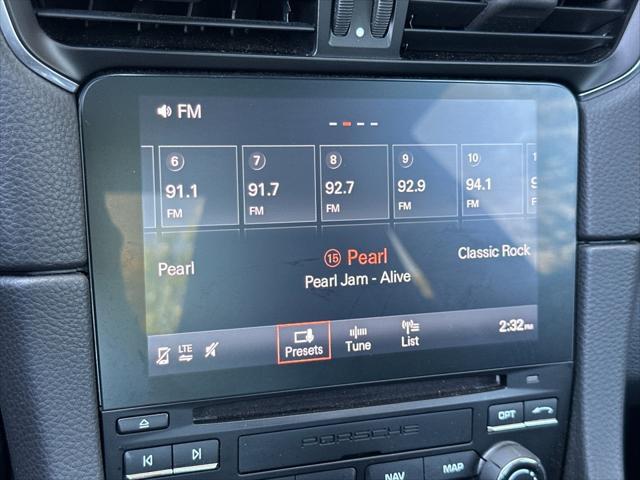 FM
6 7 8 9 10
91.1 91.7 92.7 92.9 94.1
FM FM FM FM FM
15 Pearl
Pearl Classic Rock
Pearl Jam - Alive
LTE Presets Tune List 2:32 PM
PORSCHE OPT
NAV MAP